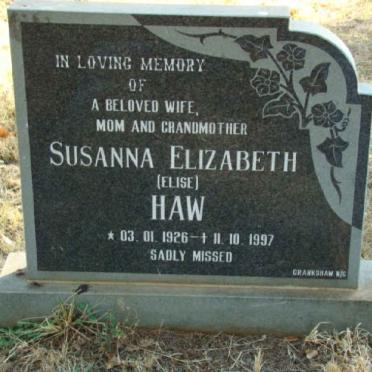 IN LOVING MEMORY
OF
A BELOVED WIFE,
MOM AND GRANDMOTHER
SUSANNA ELIZABETH
(ELISE)
HAW
* 03. 01. 1926 - † 11. 10. 1997
SADLY MISSED
CRANKSHAW